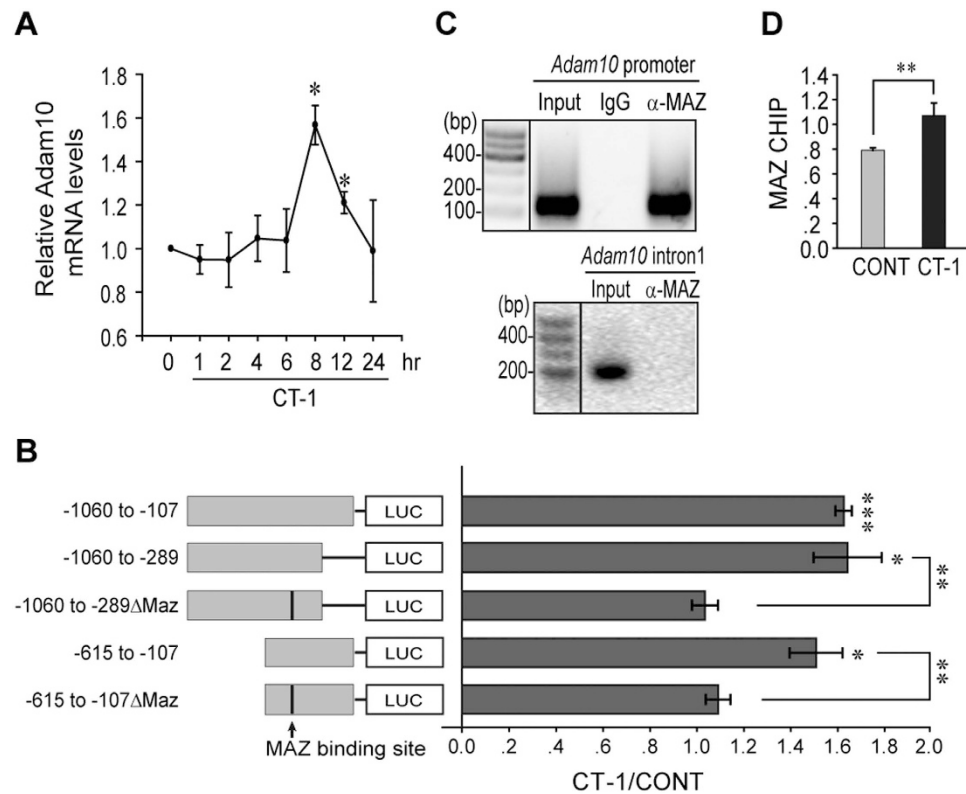 A
Relative Adam10
mRNA levels
1.8
1.6
1.4
1.2
1.0
0.8
0.6
0 1 2 4 6 8 12 24 hr
CT-1
*
*
C
Adam10 promoter
Input IgG α-MAZ
(bp)
400
200
100
Adam10 intron1
Input α-MAZ
(bp)
400
200
D
MAZ CHIP
1.4
1.2
1.0
.8
.6
.4
.2
0.0
**
CONT CT-1
B
-1060 to -107 LUC ***
-1060 to -289 LUC * **
-1060 to -289ΔMaz LUC
-615 to -107 LUC * **
-615 to -107ΔMaz LUC
MAZ binding site
0.0 .2 .4 .6 .8 1.0 1.2 1.4 1.6 1.8 2.0
CT-1/CONT